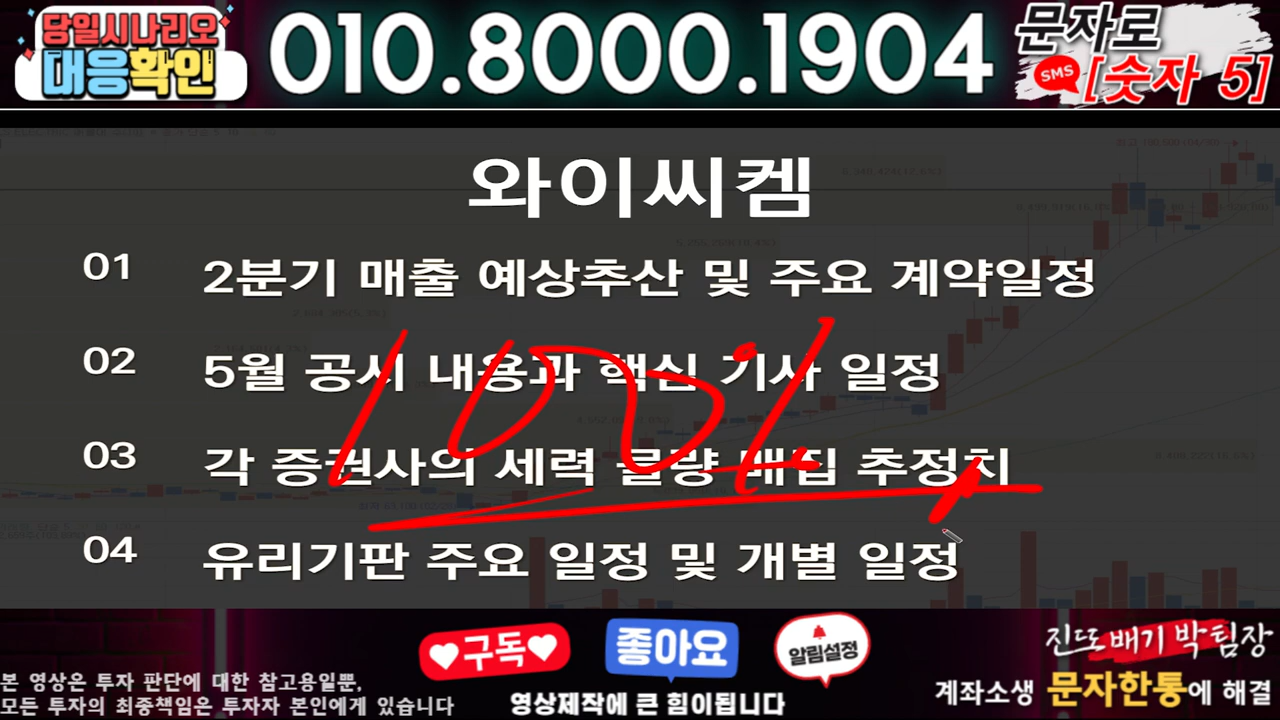 당일시나리오
대응확인
010.8000.1904
문자로
SMS
[숫자 5]
와이씨켐
01 2분기 매출 예상추산 및 주요 계약일정
02 5월 공시 내용과 핵심 기사 일정
03 각 증권사의 세력 물량 매집 추정치
100%
04 유리기판 주요 일정 및 개별 일정
구독
좋아요
알림설정
영상제작에 큰 힘이됩니다
본 영상은 투자 판단에 대한 참고용일뿐,
모든 투자의 최종책임은 투자자 본인에게 있습니다
진또배기 박팀장
계좌소생 문자한통에 해결